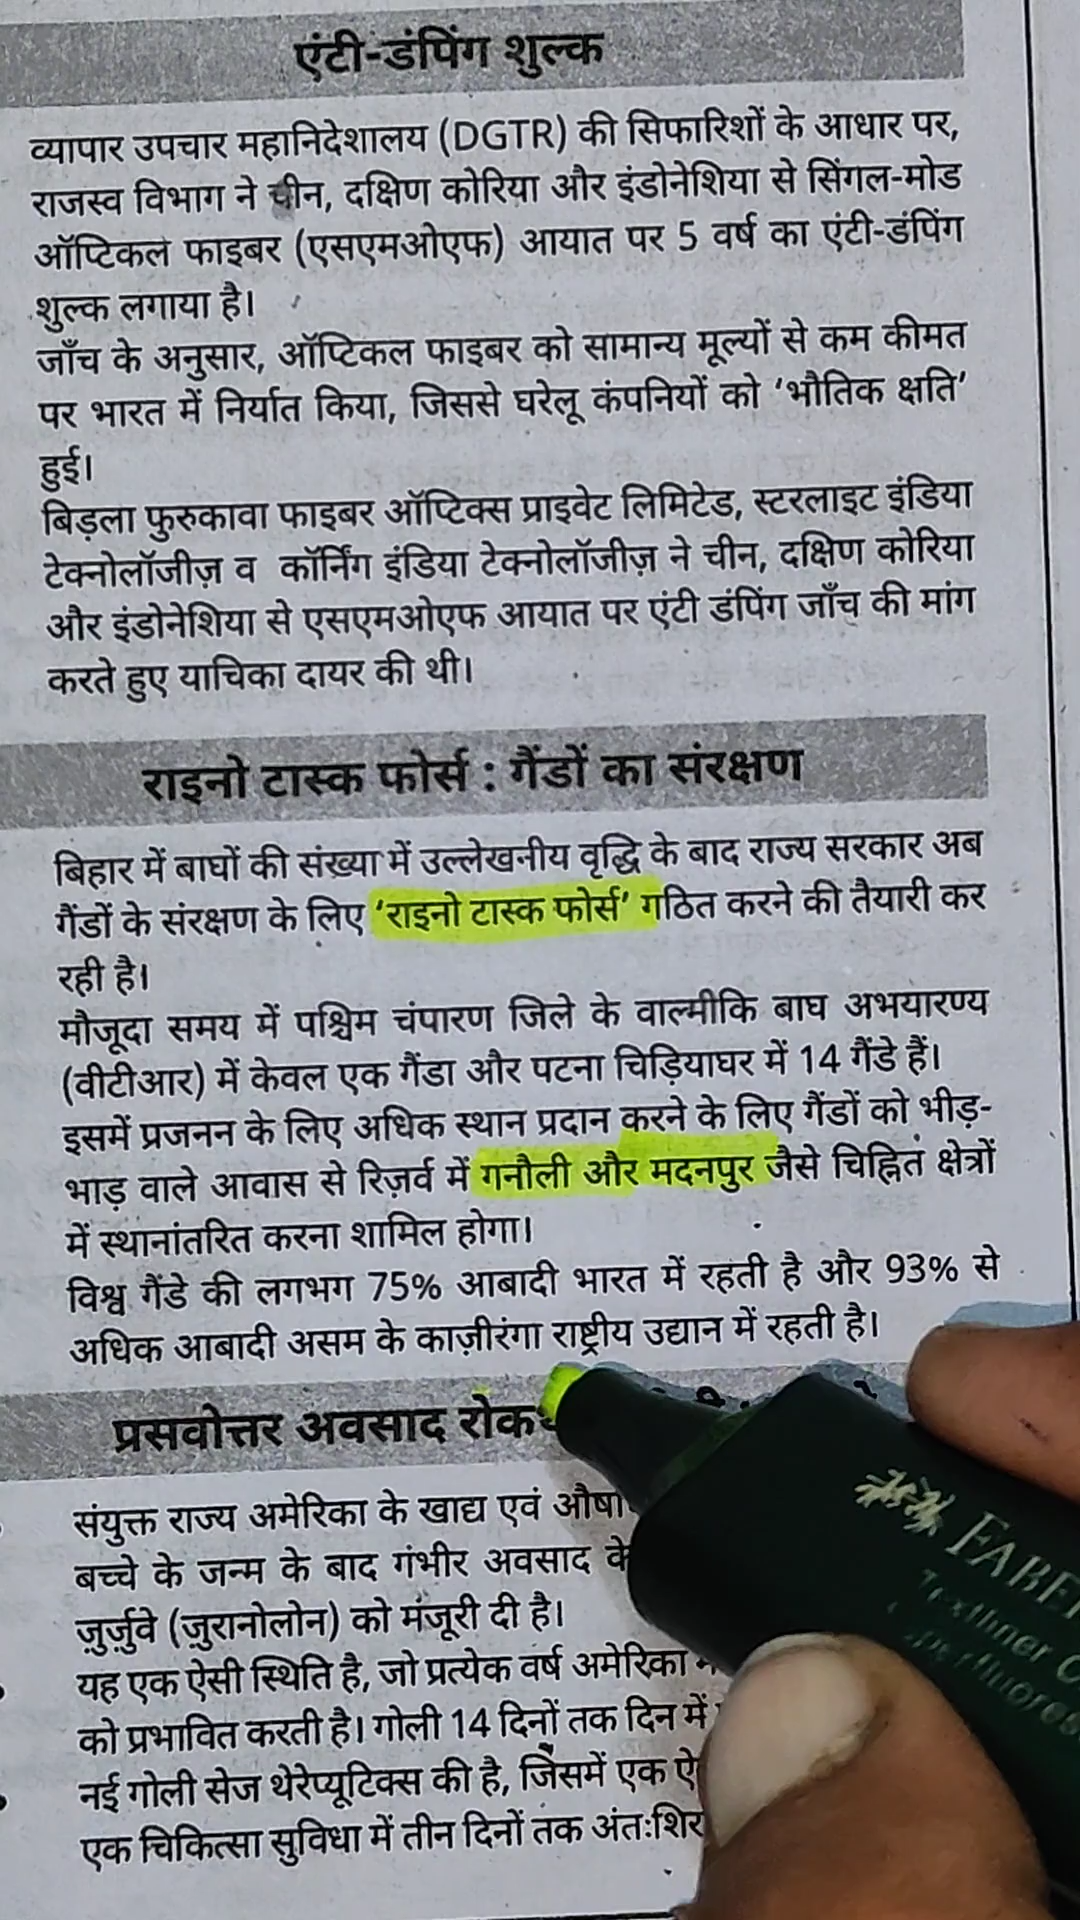 एंटी-डंपिंग शुल्क
व्यापार उपचार महानिदेशालय (DGTR) की सिफारिशों के आधार पर,
राजस्व विभाग ने चीन, दक्षिण कोरिया और इंडोनेशिया से सिंगल-मोड
ऑप्टिकल फाइबर (एसएमओएफ) आयात पर 5 वर्ष का एंटी-डंपिंग
शुल्क लगाया है।
जाँच के अनुसार, ऑप्टिकल फाइबर को सामान्य मूल्यों से कम कीमत
पर भारत में निर्यात किया, जिससे घरेलू कंपनियों को ‘भौतिक क्षति’
हुई।
बिड़ला फुरुकावा फाइबर ऑप्टिक्स प्राइवेट लिमिटेड, स्टरलाइट इंडिया
टेक्नोलॉजीज़ व कॉर्निंग इंडिया टेक्नोलॉजीज़ ने चीन, दक्षिण कोरिया
और इंडोनेशिया से एसएमओएफ आयात पर एंटी डंपिंग जाँच की मांग
करते हुए याचिका दायर की थी।
राइनो टास्क फोर्स : गैंडों का संरक्षण
बिहार में बाघों की संख्या में उल्लेखनीय वृद्धि के बाद राज्य सरकार अब
गैंडों के संरक्षण के लिए ‘राइनो टास्क फोर्स’ गठित करने की तैयारी कर
रही है।
मौजूदा समय में पश्चिम चंपारण जिले के वाल्मीकि बाघ अभयारण्य
(वीटीआर) में केवल एक गैंडा और पटना चिड़ियाघर में 14 गैंडे हैं।
इसमें प्रजनन के लिए अधिक स्थान प्रदान करने के लिए गैंडों को भीड़-
भाड़ वाले आवास से रिज़र्व में गनौली और मदनपुर जैसे चिह्नित क्षेत्रों
में स्थानांतरित करना शामिल होगा।
विश्व गैंडे की लगभग 75% आबादी भारत में रहती है और 93% से
अधिक आबादी असम के काज़ीरंगा राष्ट्रीय उद्यान में रहती है।
प्रसवोत्तर अवसाद
संयुक्त राज्य अमेरिका के खाद्य एवं
बच्चे के जन्म के बाद गंभीर अवसाद के
ज़ुर्ज़ुवे (ज़ुरानोलोन) को मंजूरी दी है।
यह एक ऐसी स्थिति है, जो प्रत्येक वर्ष अमेरिका
को प्रभावित करती है। गोली 14 दिनों तक दिन में
नई गोली सेज थेरेप्यूटिक्स की है, जिसमें एक
एक चिकित्सा सुविधा में तीन दिनों तक